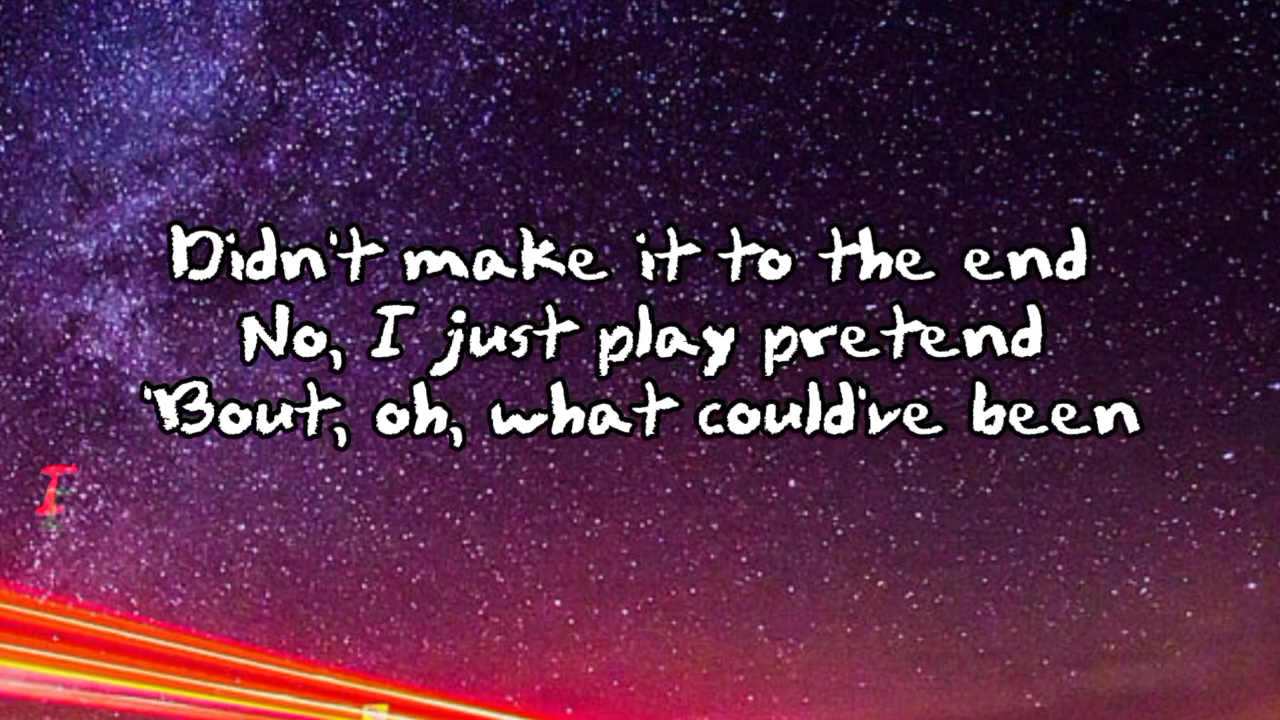 Didn't make it to the end
No, I just play pretend
'Bout, oh, what could've been
I